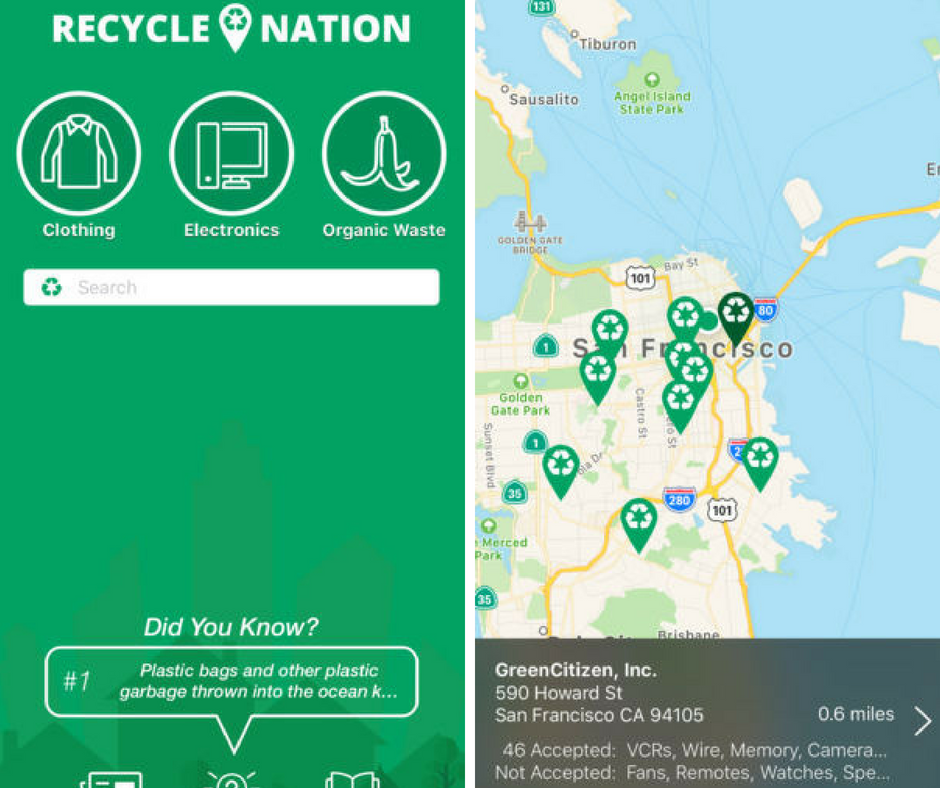 RECYCLE NATION
Clothing
Electronics
Organic Waste
Search
Did You Know?
#1
Plastic bags and other plastic
garbage thrown into the ocean k...
131
Tiburon
Sausalito
Angel Island
State Park
GOLDEN GATE
BRIDGE
101
Bay St
80
1
San Francisco
Golden
Gate Park
Castro St
Sunset Blvd
1
35
280
101
Merced
Park
35
Brisbane
GreenCitizen, Inc.
590 Howard St
San Francisco CA 94105
0.6 miles
46 Accepted: VCRs, Wire, Memory, Camera...
Not Accepted: Fans, Remotes, Watches, Spe...